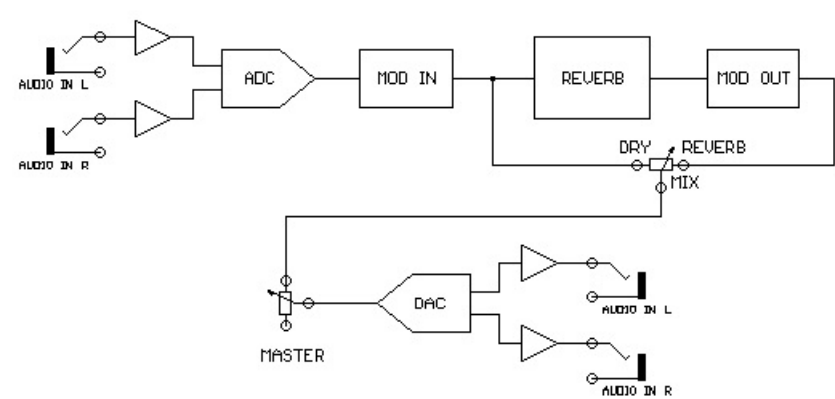 AUDIO IN L
ADC
MOD IN
REVERB
MOD OUT
AUDIO IN R
DRY
REVERB
MIX
DAC
AUDIO IN L
MASTER
AUDIO IN R